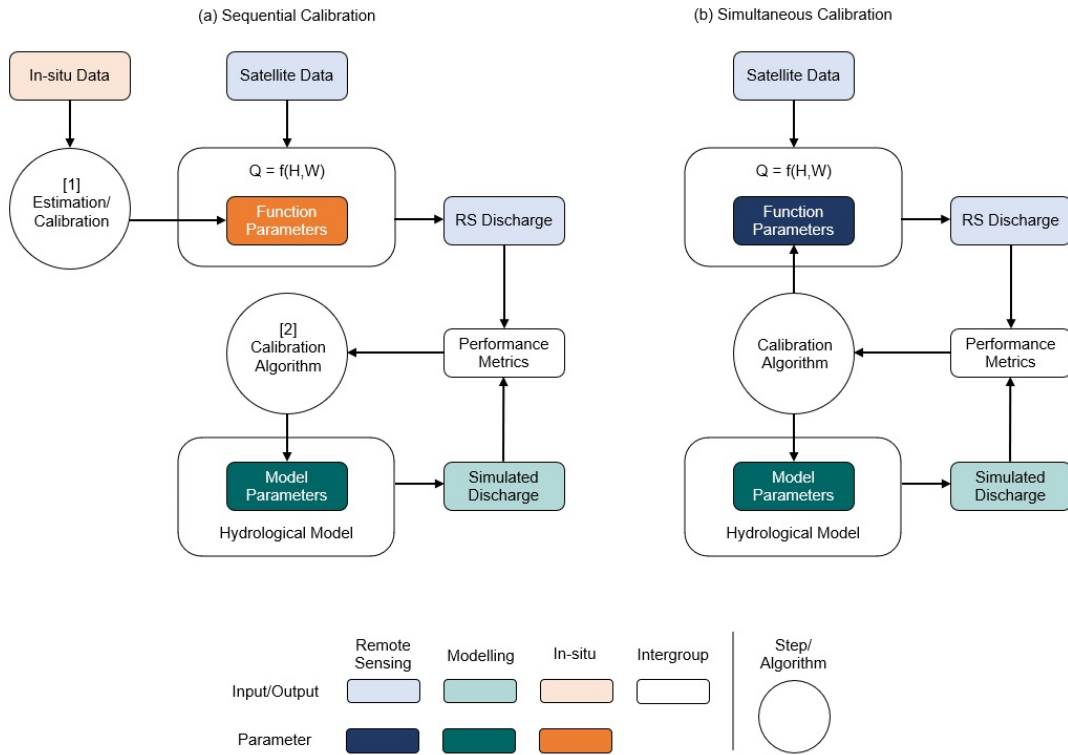 (a) Sequential Calibration
In-situ Data
Satellite Data
[1]
Estimation/
Calibration
Q = f(H,W)
Function
Parameters
RS Discharge
[2]
Calibration
Algorithm
Performance
Metrics
Model
Parameters
Hydrological Model
Simulated
Discharge
(b) Simultaneous Calibration
Satellite Data
Q = f(H,W)
Function
Parameters
RS Discharge
Calibration
Algorithm
Performance
Metrics
Model
Parameters
Hydrological Model
Simulated
Discharge
Remote
Sensing
Modelling
In-situ
Intergroup
Step/
Algorithm
Input/Output
Parameter